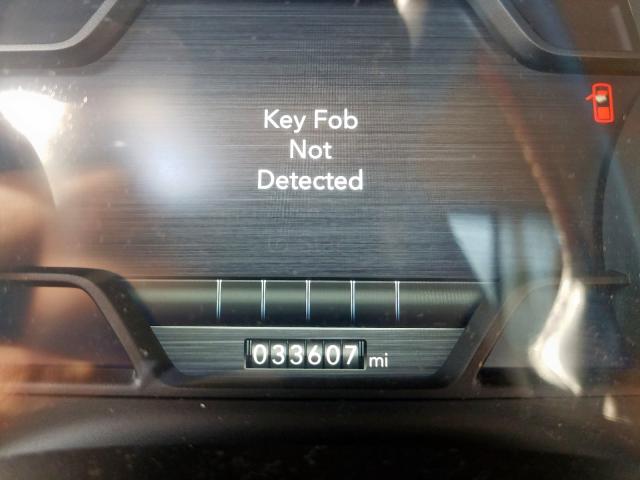 Key Fob
Not
Detected
033607 mi